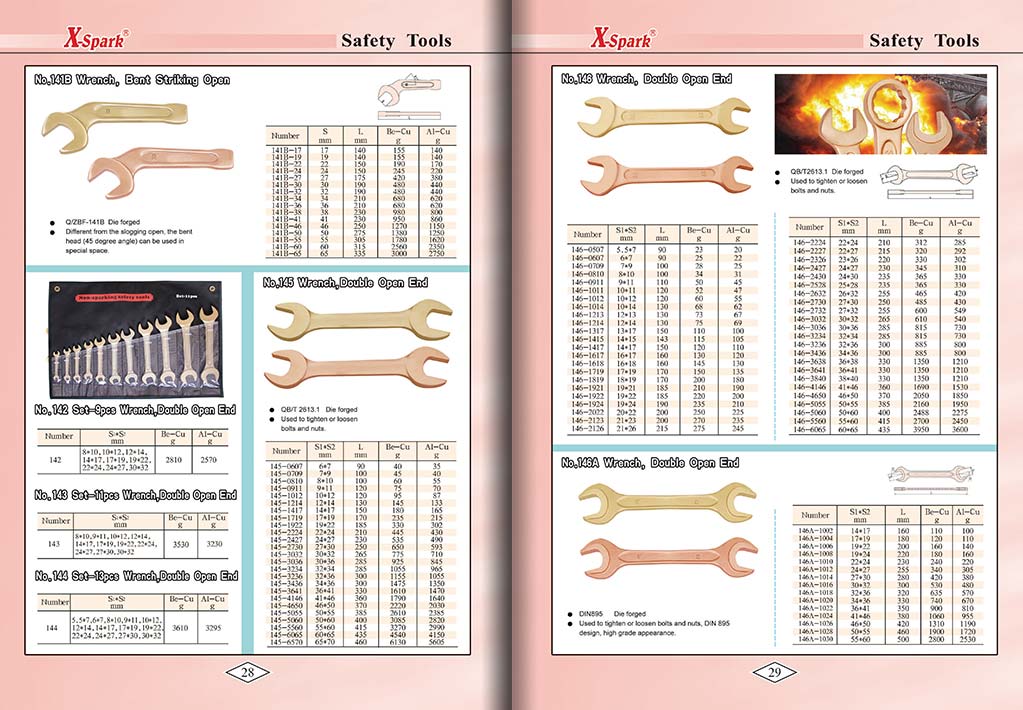 X-Spark®
Safety Tools
No.141B Wrench, Bent Striking Open
Number S mm L mm Be-Cu g Al-Cu g
141B-17 17 140 155 140
141B-19 19 140 155 140
141B-22 22 150 190 170
141B-24 24 150 245 220
141B-27 27 175 420 380
141B-30 30 190 480 440
141B-32 32 190 480 440
141B-34 34 210 680 620
141B-36 36 210 680 620
141B-38 38 230 980 800
141B-41 41 230 950 860
141B-46 46 250 1270 1150
141B-50 50 275 1380 1250
141B-55 55 305 1780 1620
141B-60 60 315 2560 2350
141B-65 65 335 3000 2750
Q/ZBF-141B Die forged
Different from the slogging open, the bent
head (45 degree angle) can be used in
special space.
Non-sparking safety tools Set-11pcs
No.142 Set-9pcs Wrench,Double Open End
Number S1*S2 mm Be-Cu g Al-Cu g
142 8*10,10*12,12*14,
14*17,17*19,19*22,
22*24,24*27,30*32 2810 2570
No.143 Set-11pcs Wrench,Double Open End
Number S1*S2 mm Be-Cu g Al-Cu g
143 8*10,9*11,10*12,12*14,
14*17,17*19,19*22,22*24,
24*27,27*30,30*32 3530 3230
No.144 Set-13pcs Wrench,Double Open End
Number S1*S2 mm Be-Cu g Al-Cu g
144 5.5*7,6*7,8*10,9*11,10*12,
12*14,14*17,17*19,19*22,
22*24,24*27,27*30,30*32 3610 3295
No.145 Wrench,Double Open End
QB/T 2613.1 Die forged
Used to tighten or loosen
bolts and nuts.
Number S1*S2 mm L mm Be-Cu g Al-Cu g
145-0607 6*7 90 40 35
145-0709 7*9 100 45 40
145-0810 8*10 100 60 55
145-0911 9*11 120 75 70
145-1012 10*12 120 95 87
145-1214 12*14 130 145 133
145-1417 14*17 150 180 165
145-1719 17*19 170 235 215
145-1922 19*22 185 330 302
145-2224 22*24 210 445 430
145-2427 24*27 230 535 490
145-2730 27*30 250 650 593
145-3032 30*32 265 775 710
145-3036 30*36 285 925 845
145-3234 32*34 285 1055 965
145-3236 32*36 300 1155 1055
145-3436 34*36 300 1475 1350
145-3641 36*41 330 1610 1470
145-4146 41*46 360 1790 1640
145-4650 46*50 370 2220 2030
145-5055 50*55 385 2610 2385
145-5060 50*60 400 3085 2820
145-5560 55*60 415 3270 2990
145-6065 60*65 435 4540 4150
145-6570 65*70 460 6130 5605
28
X-Spark®
Safety Tools
No.146 Wrench, Double Open End
QB/T2613.1 Die forged
Used to tighten or loosen
bolts and nuts.
Number S1*S2 mm L mm Be-Cu g Al-Cu g
146-0507 5.5*7 90 23 20
146-0607 6*7 90 25 22
146-0709 7*9 100 28 25
146-0810 8*10 100 34 31
146-0911 9*11 110 50 45
146-1011 10*11 120 52 47
146-1012 10*12 120 60 55
146-1014 10*14 130 68 62
146-1213 12*13 130 73 67
146-1214 12*14 130 75 69
146-1317 13*17 150 110 100
146-1415 14*15 143 115 105
146-1417 14*17 150 120 110
146-1617 16*17 160 130 120
146-1618 16*18 160 145 130
146-1719 17*19 170 150 135
146-1819 18*19 170 200 180
146-1921 19*21 185 210 190
146-1922 19*22 185 220 200
146-1924 19*24 190 235 210
146-2022 20*22 200 250 225
146-2123 21*23 200 270 235
146-2126 21*26 215 275 245
Number S1*S2 mm L mm Be-Cu g Al-Cu g
146-2224 22*24 210 312 285
146-2227 22*27 215 320 292
146-2326 23*26 220 330 302
146-2427 24*27 230 345 310
146-2430 24*30 235 365 330
146-2528 25*28 235 365 330
146-2632 26*32 255 465 420
146-2730 27*30 250 485 430
146-2732 27*32 255 600 549
146-3032 30*32 265 610 540
146-3036 30*36 285 815 730
146-3234 32*34 285 815 730
146-3236 32*36 300 885 800
146-3436 34*36 300 885 800
146-3638 36*38 330 1350 1210
146-3641 36*41 330 1350 1210
146-3840 38*40 330 1350 1210
146-4146 41*46 360 1690 1530
146-4650 46*50 370 2050 1850
146-5055 50*55 385 2160 1950
146-5060 50*60 400 2488 2275
146-5560 55*60 415 2700 2450
146-6065 60*65 435 3950 3600
No.146A Wrench, Double Open End
DIN895 Die forged
Used to tighten or loosen bolts and nuts, DIN 895
design, high grade appearance.
Number S1*S2 mm L mm Be-Cu g Al-Cu g
146A-1002 14*17 160 110 100
146A-1004 17*19 180 120 110
146A-1006 19*22 200 160 140
146A-1008 19*24 220 180 160
146A-1010 22*24 230 240 220
146A-1012 24*27 255 340 305
146A-1014 27*30 280 420 380
146A-1016 30*32 300 530 480
146A-1018 32*36 320 635 570
146A-1020 34*36 330 740 670
146A-1022 36*41 350 900 810
146A-1024 41*46 380 1060 955
146A-1026 46*50 420 1310 1190
146A-1028 50*55 460 1900 1720
146A-1030 55*60 500 2800 2530
29